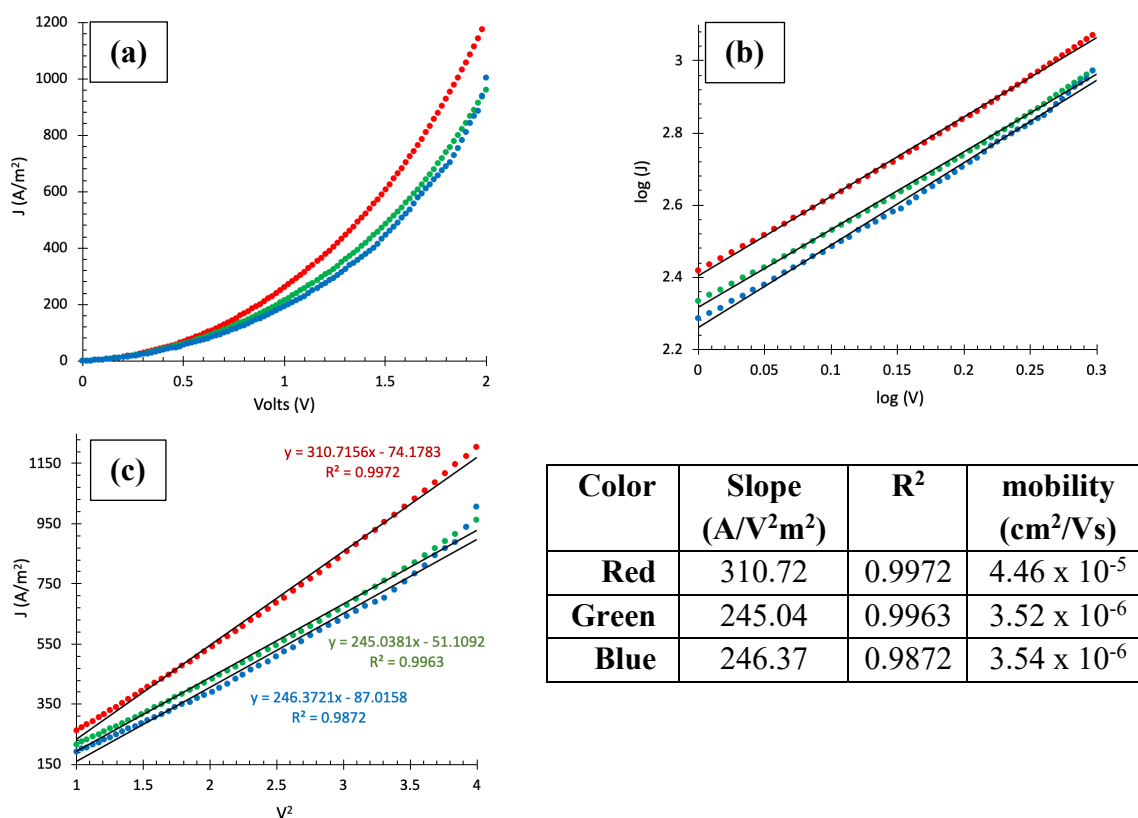 (a)
1200
1000
800
600
400
200
0
J (A/m²)
0 0.5 1 1.5 2
Volts (V)
(b)
3
2.8
2.6
2.4
2.2
log (J)
0 0.05 0.1 0.15 0.2 0.25 0.3
log (V)
(c)
y = 310.7156x - 74.1783
R² = 0.9972
1150
950
750
550
350
150
J (A/m²)
y = 245.0381x - 51.1092
R² = 0.9963
y = 246.3721x - 87.0158
R² = 0.9872
1 1.5 2 2.5 3 3.5 4
V²
Color Slope R² mobility
(A/V²m²) (cm²/Vs)
Red 310.72 0.9972 4.46 x 10⁻⁵
Green 245.04 0.9963 3.52 x 10⁻⁶
Blue 246.37 0.9872 3.54 x 10⁻⁶